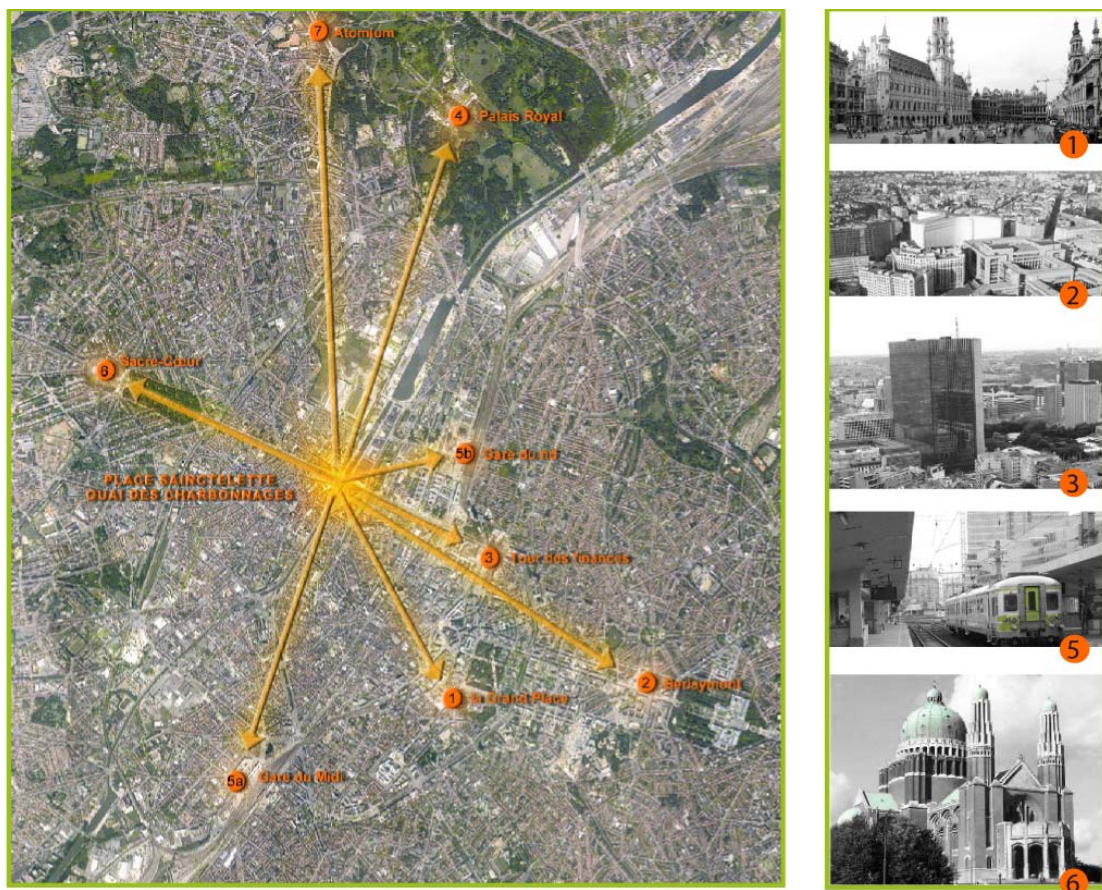 7 Atomium
4 Palais Royal
6 Sacré-Cœur
5b Gare du nd
PLACE SAINCTELETTE
QUAI DES CHARBONNAGES
3 Tour des finances
2 Berlaymont
1 la Grand Place
5a Gare du Midi
1
2
3
5
6